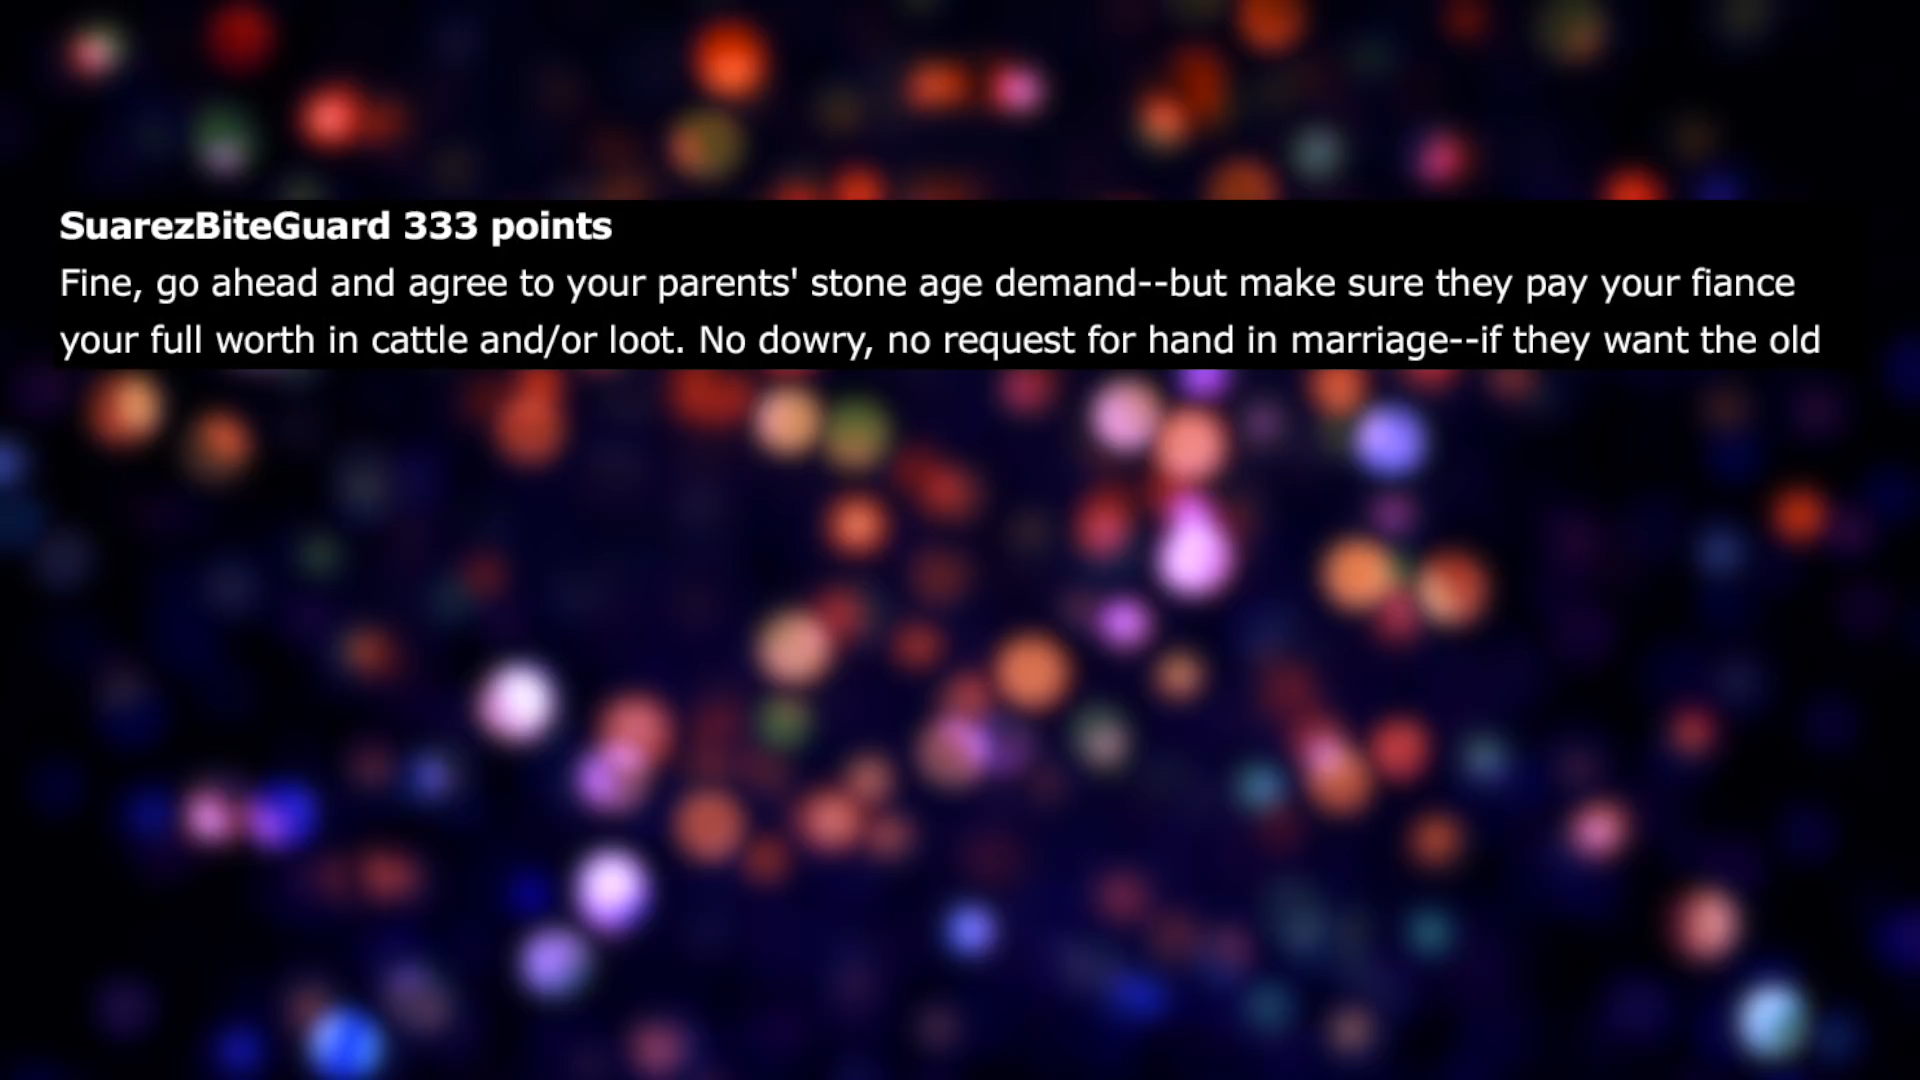 SuarezBiteGuard 333 points
Fine, go ahead and agree to your parents' stone age demand--but make sure they pay your fiance
your full worth in cattle and/or loot. No dowry, no request for hand in marriage--if they want the old